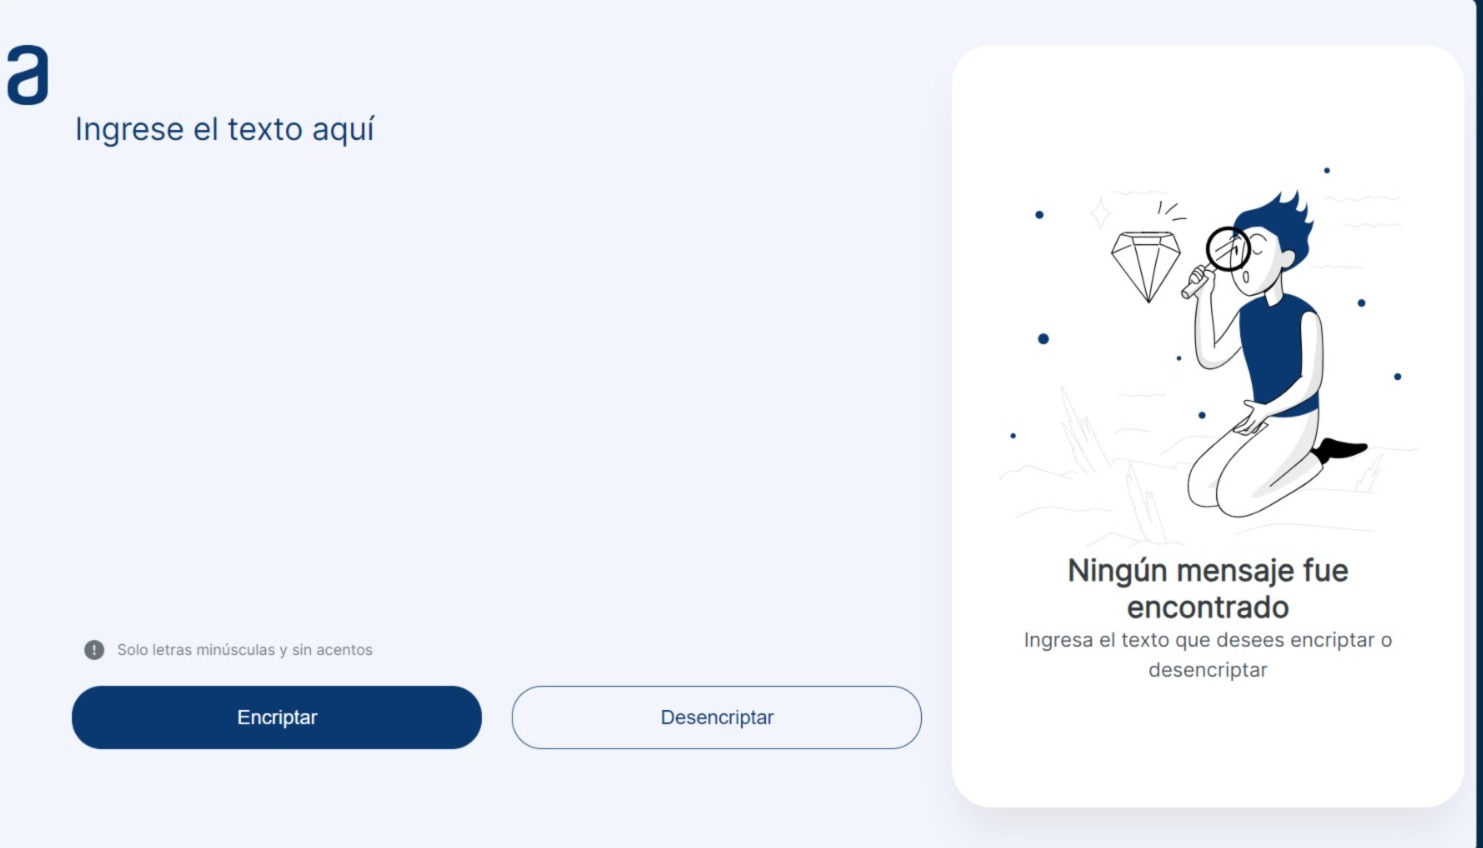 a
Ingrese el texto aquí
! Solo letras minúsculas y sin acentos
Encriptar
Desencriptar
Ningún mensaje fue
encontrado
Ingresa el texto que desees encriptar o
desencriptar